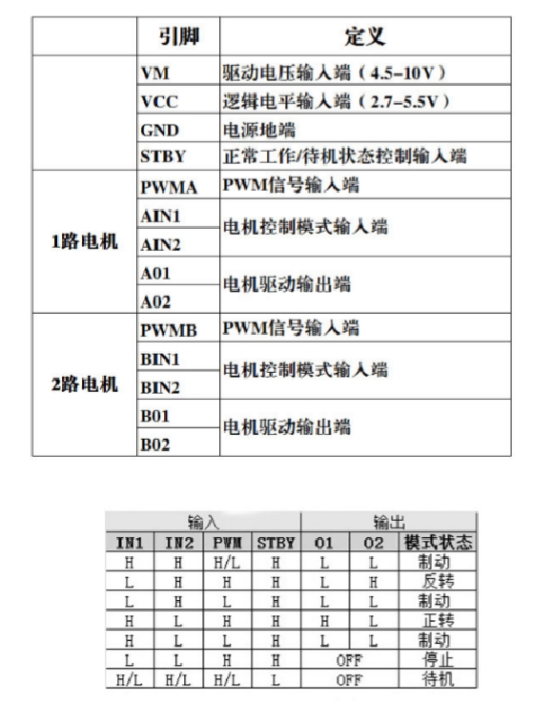 引脚 定义
VM 驱动电压输入端（4.5-10V）
VCC 逻辑电平输入端（2.7-5.5V）
GND 电源地端
STBY 正常工作/待机状态控制输入端
1路电机
PWMA PWM信号输入端
AIN1
AIN2
电机控制模式输入端
A01
A02
电机驱动输出端
2路电机
PWMB PWM信号输入端
BIN1
BIN2
电机控制模式输入端
B01
B02
电机驱动输出端
输入 输出
IN1 IN2 PWM STBY O1 O2 模式状态
H H H/L H L L 制动
L H H H L H 反转
L H L H L L 制动
H L H H H L 正转
H L L H L L 制动
L L H H OFF 停止
H/L H/L H/L L OFF 待机